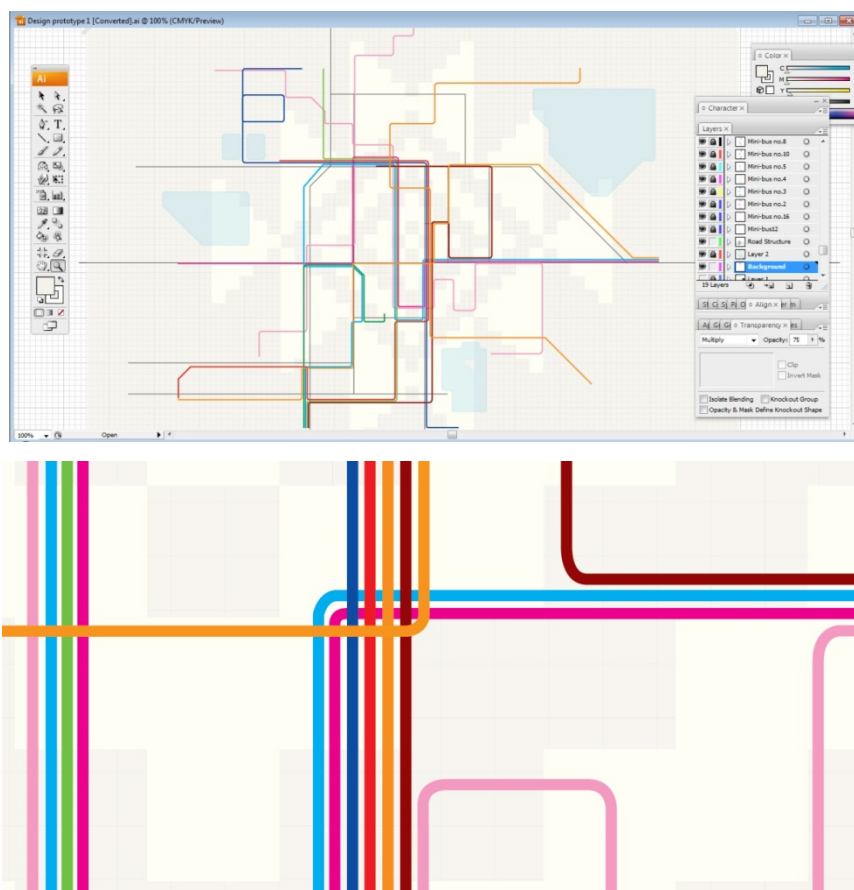 Design prototype 1 [Converted].ai @ 100% (CMYK/Preview)
Ai
Color ×
C
M
Y
Character ×
Layers ×
Mini-bus no.8
Mini-bus no.10
Mini-bus no.5
Mini-bus no.4
Mini-bus no.3
Mini-bus no.2
Mini-bus no.16
Mini-bus12
Road Structure
Layer 2
Background
Layer 1
19 Layers
Align ×
Transparency ×
Multiply
Opacity: 75 %
Clip
Invert Mask
Isolate Blending
Knockout Group
Opacity & Mask Define Knockout Shape
100%
Open